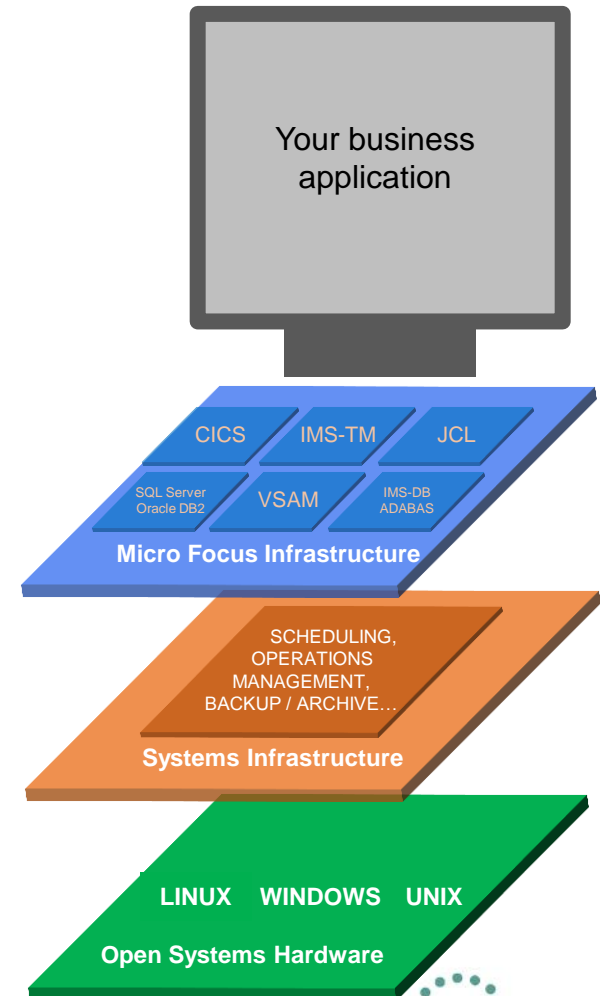 Your business
application
CICS
IMS-TM
JCL
SQL Server
Oracle DB2
VSAM
IMS-DB
ADABAS
Micro Focus Infrastructure
SCHEDULING,
OPERATIONS
MANAGEMENT,
BACKUP / ARCHIVE…
Systems Infrastructure
LINUX WINDOWS UNIX
Open Systems Hardware